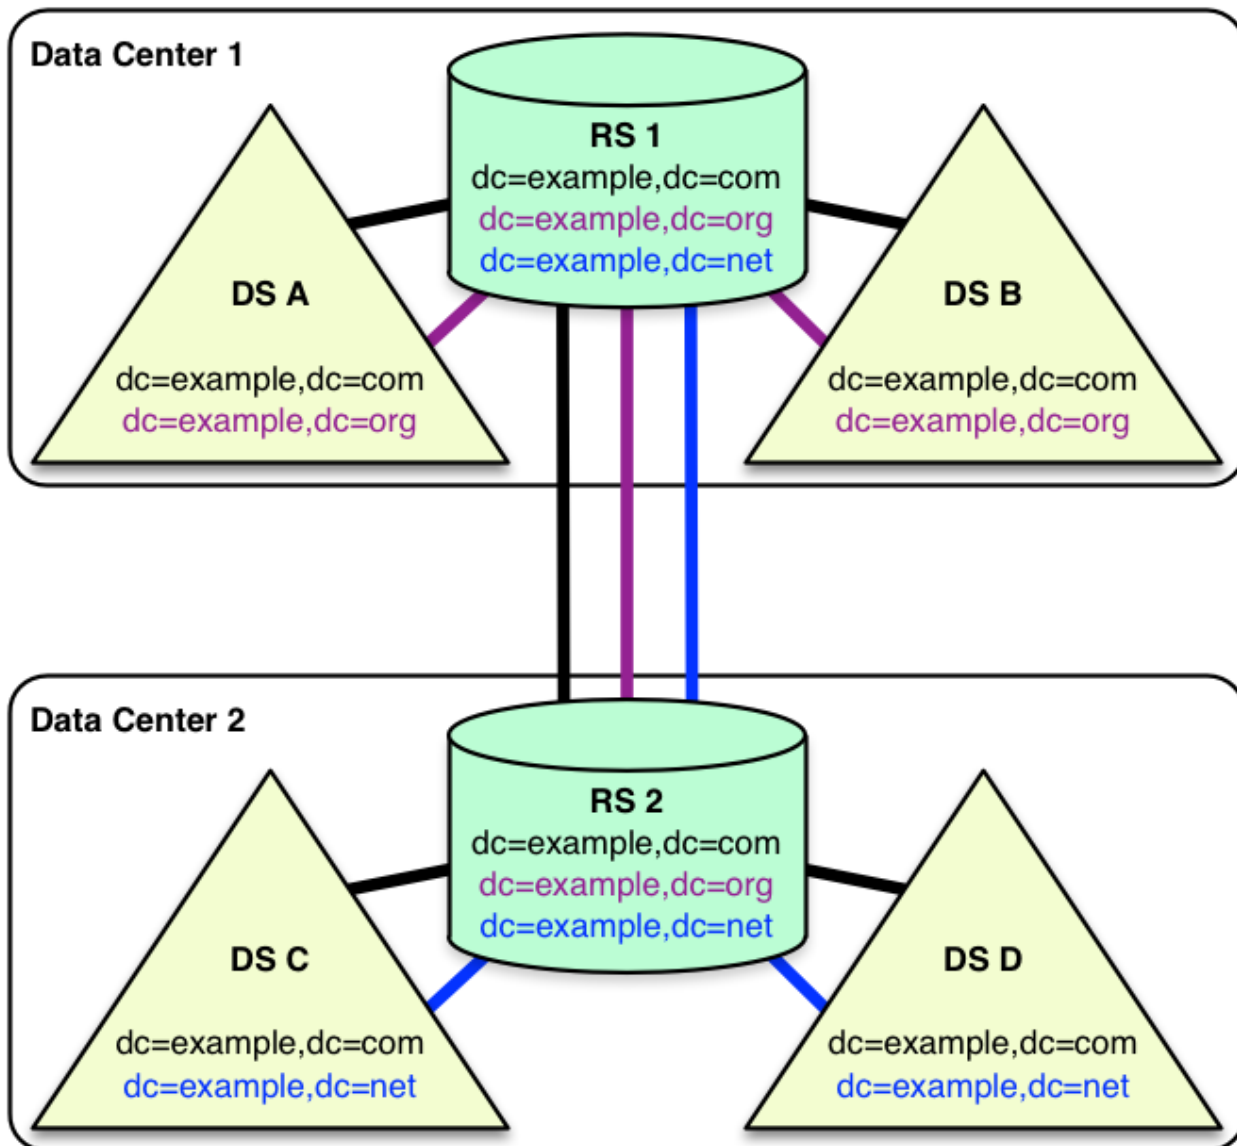 Data Center 1
RS 1
dc=example,dc=com
dc=example,dc=org
dc=example,dc=net
DS A
dc=example,dc=com
dc=example,dc=org
DS B
dc=example,dc=com
dc=example,dc=org
Data Center 2
RS 2
dc=example,dc=com
dc=example,dc=org
dc=example,dc=net
DS C
dc=example,dc=com
dc=example,dc=net
DS D
dc=example,dc=com
dc=example,dc=net